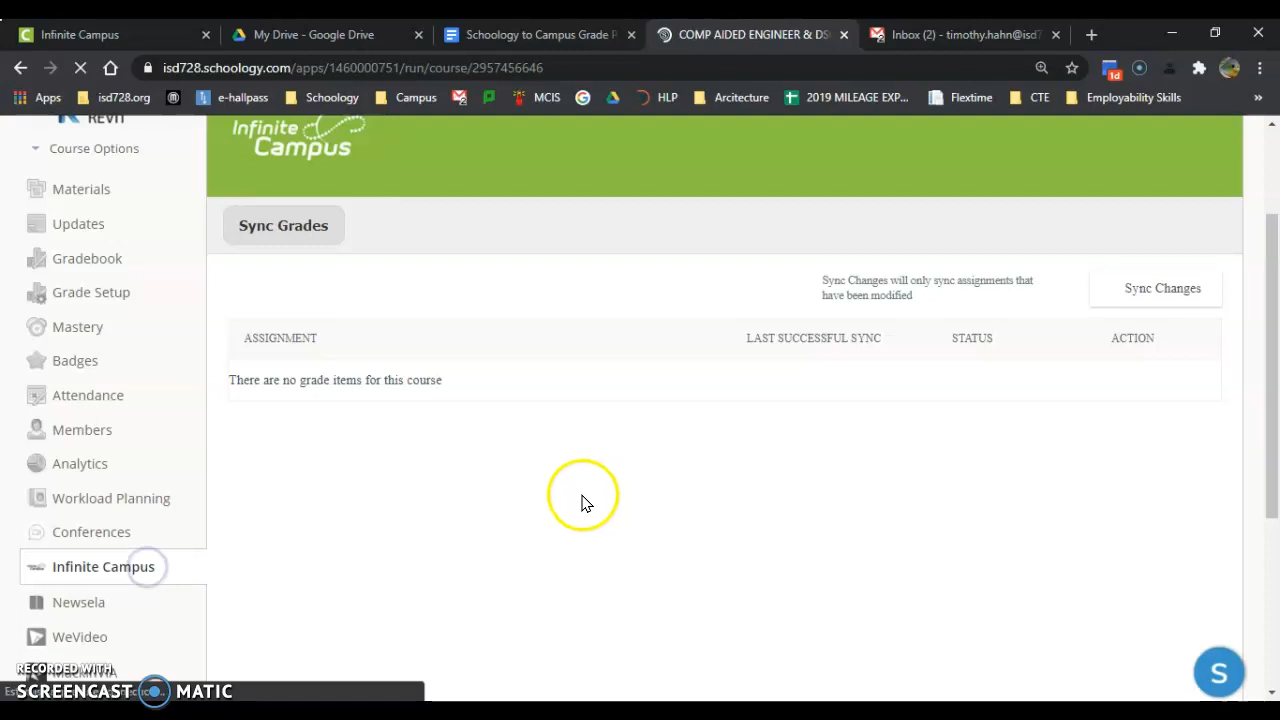 Infinite Campus
My Drive - Google Drive
Schoology to Campus Grade P
COMP AIDED ENGINEER & DS
Inbox (2) - timothy.hahn@isd7
isd728.schoology.com/apps/1460000751/run/course/2957456646
1d
Apps
isd728.org
e-hallpass
Schoology
Campus
MCIS
HLP
Arcitecture
2019 MILEAGE EXP...
Flextime
CTE
Employability Skills
»
REVIT
Course Options
Materials
Updates
Gradebook
Grade Setup
Mastery
Badges
Attendance
Members
Analytics
Workload Planning
Conferences
Infinite Campus
Newsela
WeVideo
MackinVIA
Infinite
Campus
Sync Grades
Sync Changes will only sync assignments that
have been modified
Sync Changes
ASSIGNMENT
LAST SUCCESSFUL SYNC
STATUS
ACTION
There are no grade items for this course
S
RECORDED WITH
SCREENCAST MATIC